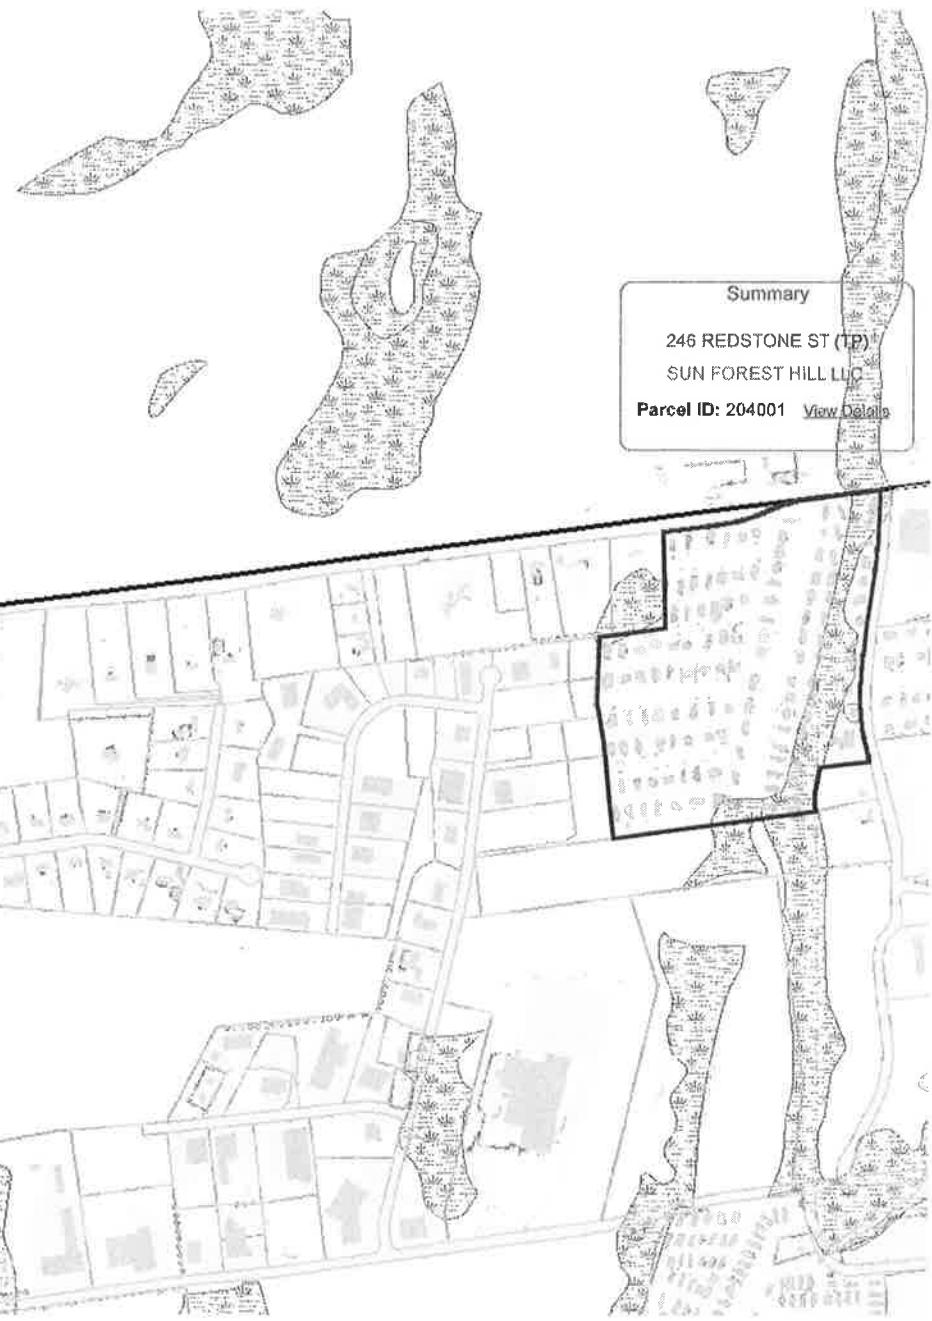 Summary
246 REDSTONE ST (TP)
SUN FOREST HILL LLC
Parcel ID: 204001 View Details